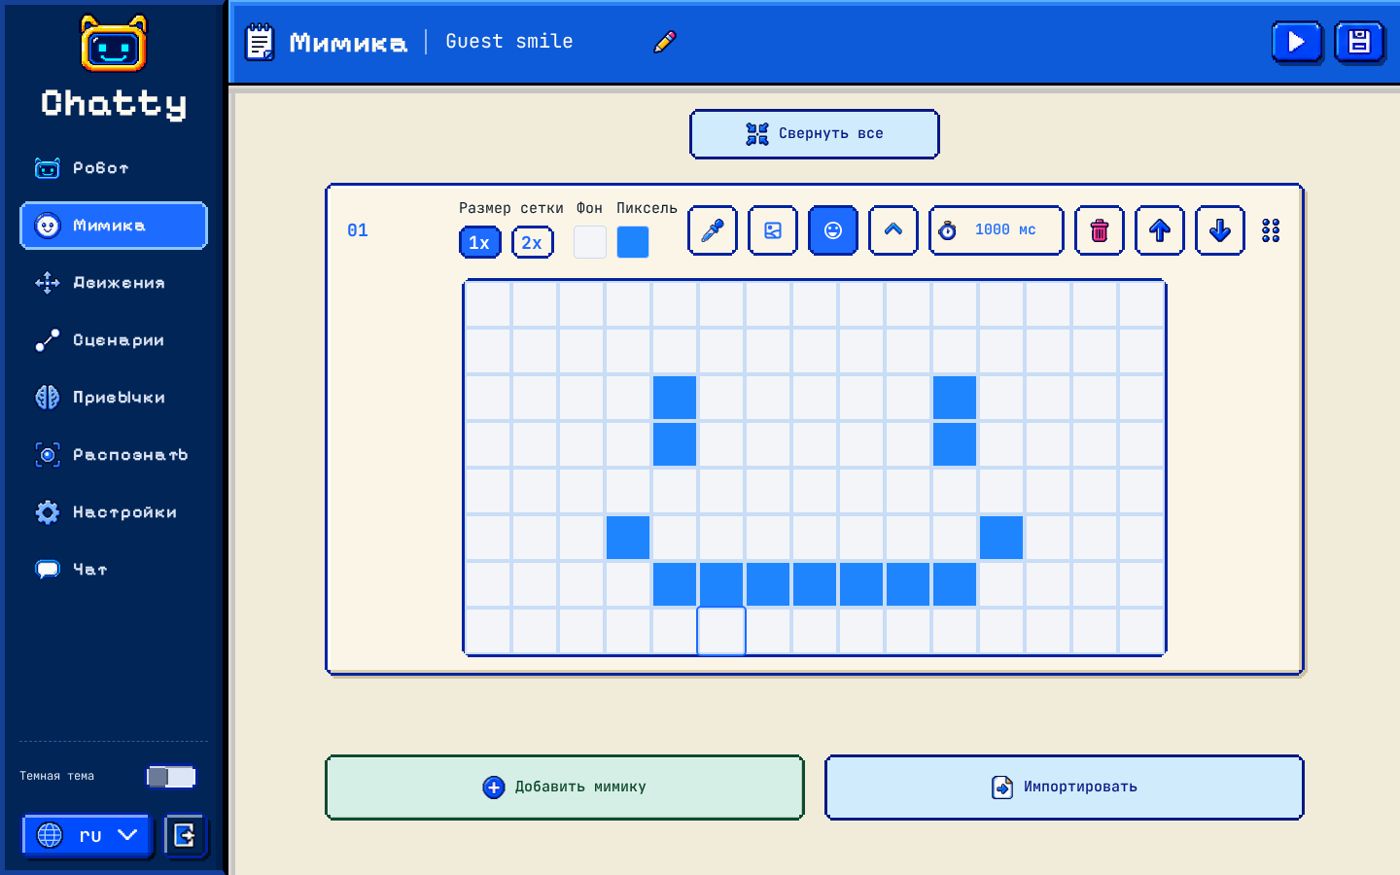 Chatty
Робот
Мимика
Движения
Сценарии
Привычки
Распознать
Настройки
Чат
Темная тема
ru
Мимика
Guest smile
Свернуть все
01
Размер сетки
Фон
Пиксель
1x
2x
1000 мс
Добавить мимику
Импортировать